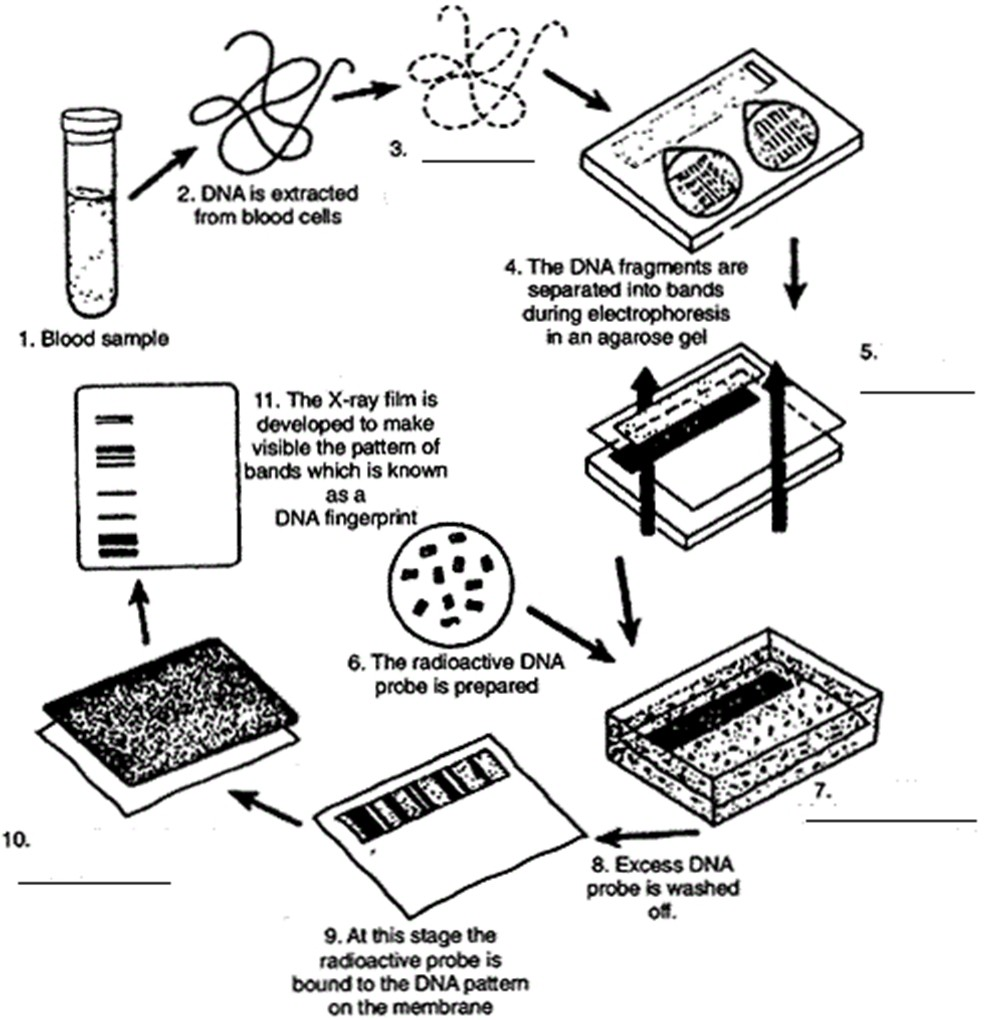 1. Blood sample
2. DNA is extracted
from blood cells
3.
4. The DNA fragments are
separated into bands
during electrophoresis
in an agarose gel
5.
6. The radioactive DNA
probe is prepared
7.
8. Excess DNA
probe is washed
off.
9. At this stage the
radioactive probe is
bound to the DNA pattern
on the membrane
10.
11. The X-ray film is
developed to make
visible the pattern of
bands which is known
as a
DNA fingerprint